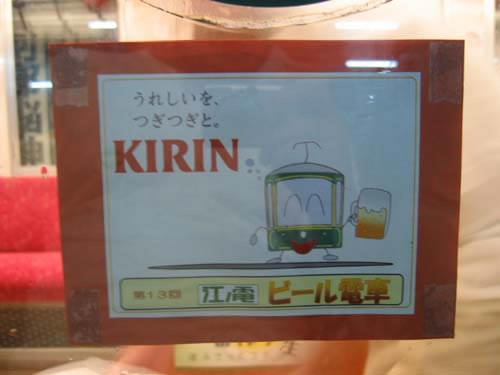 うれしいを、
つぎつぎと。
KIRIN
第13回 江ノ電 ビール電車